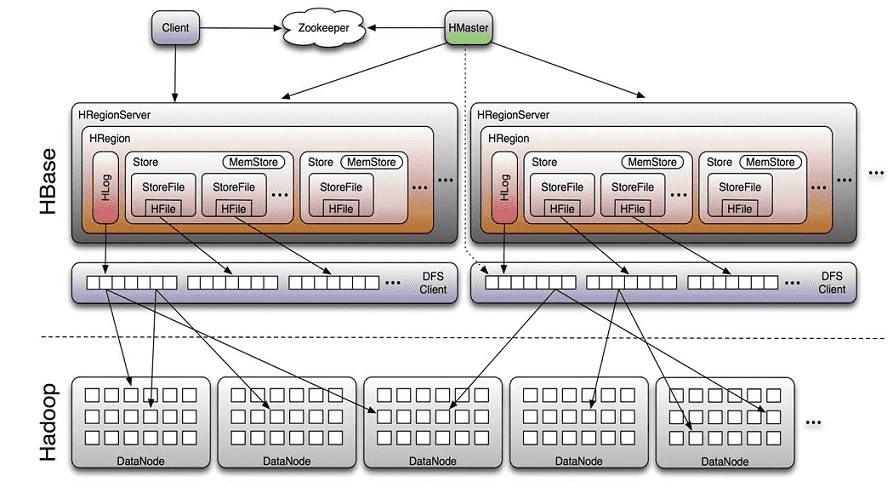 Client
Zookeeper
HMaster
HBase
HRegionServer
HRegion
HLog
Store
MemStore
StoreFile
HFile
StoreFile
HFile
...
Store
MemStore
StoreFile
HFile
...
...
HRegionServer
HRegion
HLog
Store
MemStore
StoreFile
HFile
StoreFile
HFile
...
Store
MemStore
StoreFile
HFile
...
...
...
...
DFS
Client
...
DFS
Client
Hadoop
DataNode
DataNode
DataNode
DataNode
DataNode
...